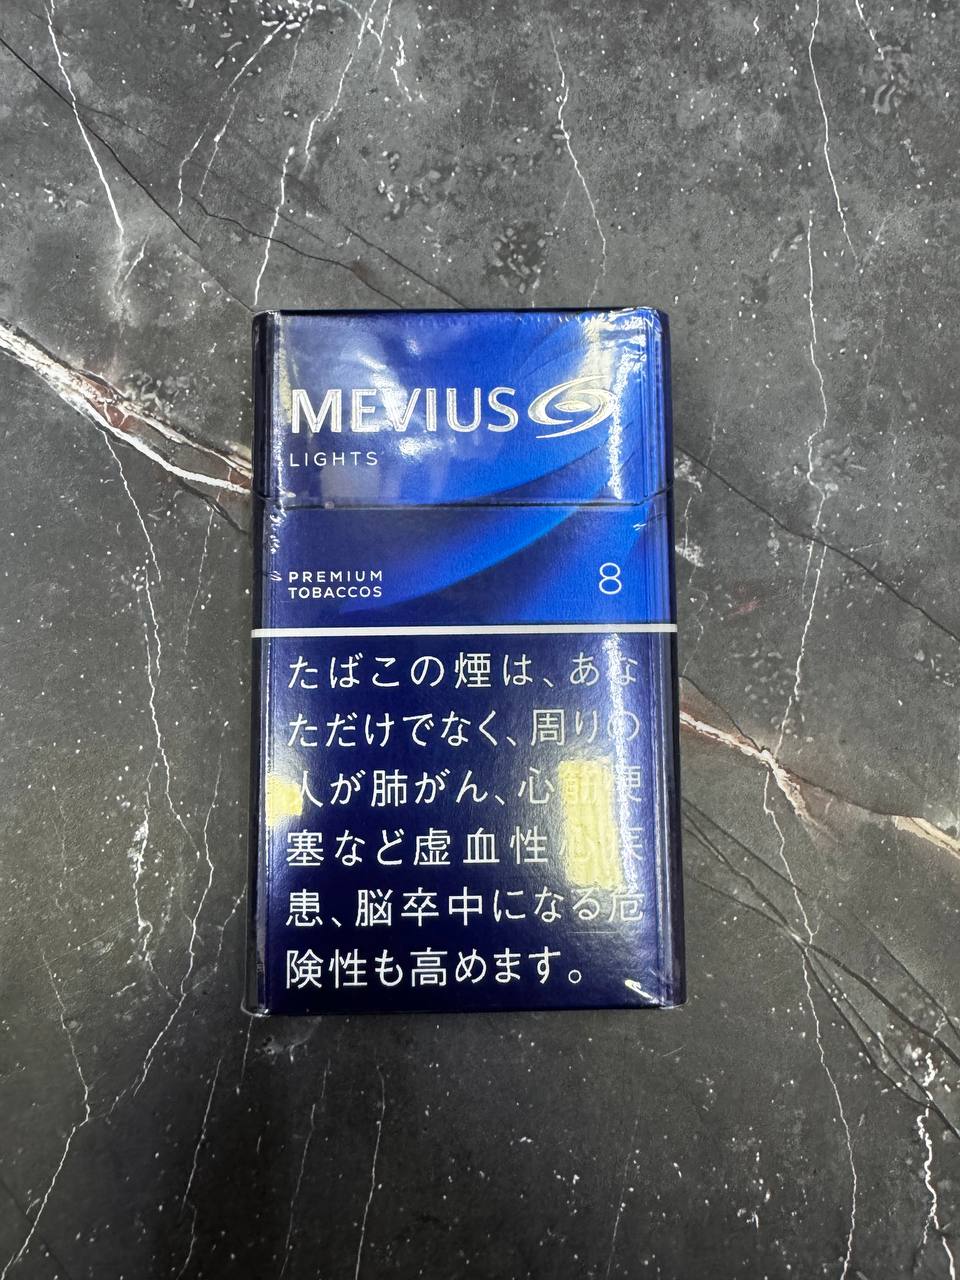 MEVIUS
LIGHTS
PREMIUM
TOBACCOS
8
たばこの煙は、あな
ただけでなく、周りの
人が肺がん、心筋梗
塞など虚血性心疾
患、脳卒中になる危
険性も高めます。